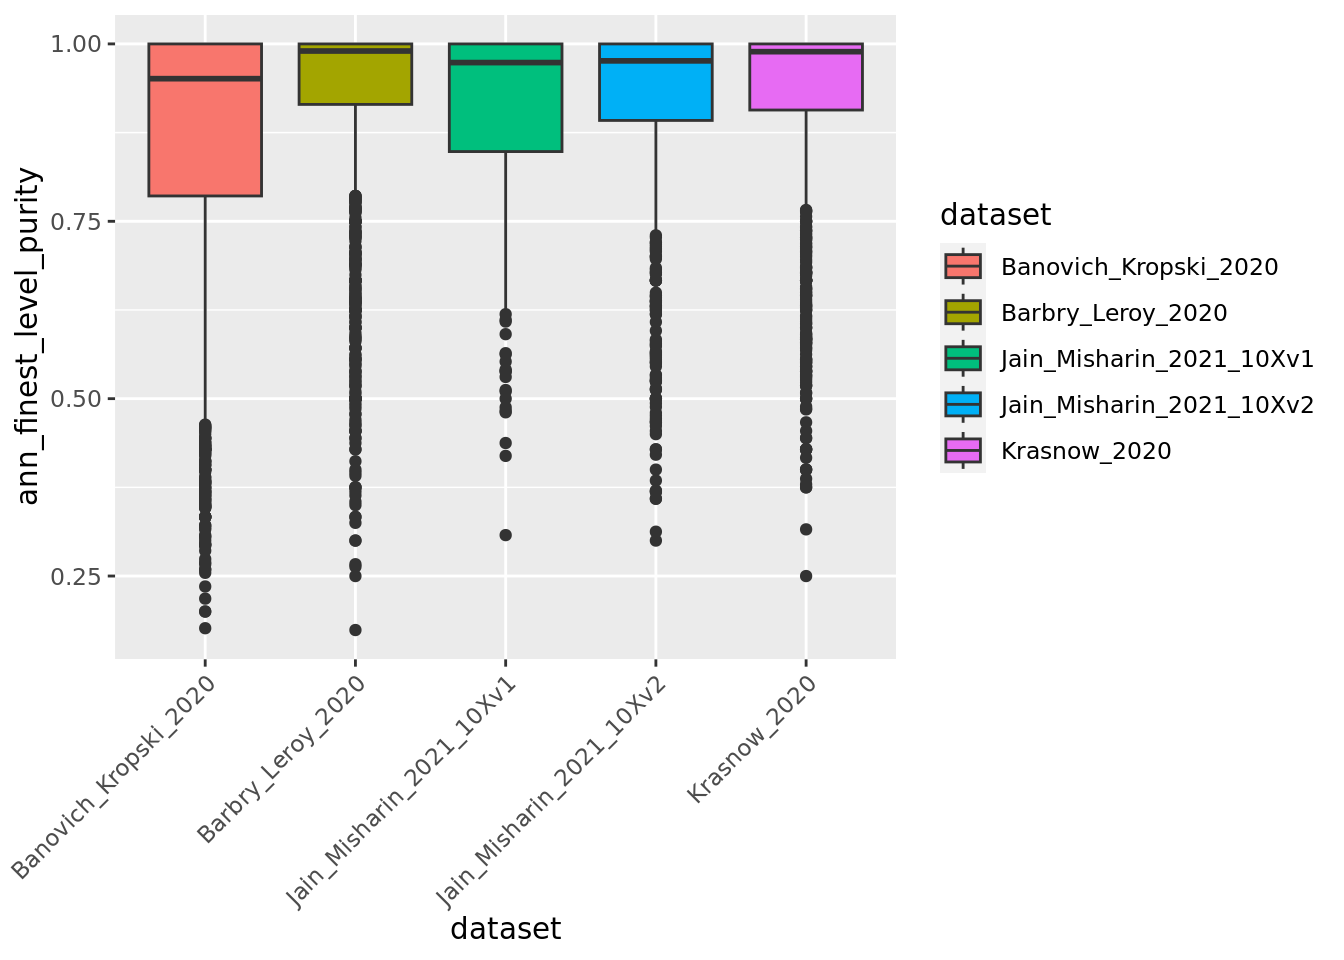 ann_finest_level_purity
1.00
0.75
0.50
0.25
Banovich_Kropski_2020
Barbry_Leroy_2020
Jain_Misharin_2021_10Xv1
Jain_Misharin_2021_10Xv2
Krasnow_2020
dataset
dataset
Banovich_Kropski_2020
Barbry_Leroy_2020
Jain_Misharin_2021_10Xv1
Jain_Misharin_2021_10Xv2
Krasnow_2020